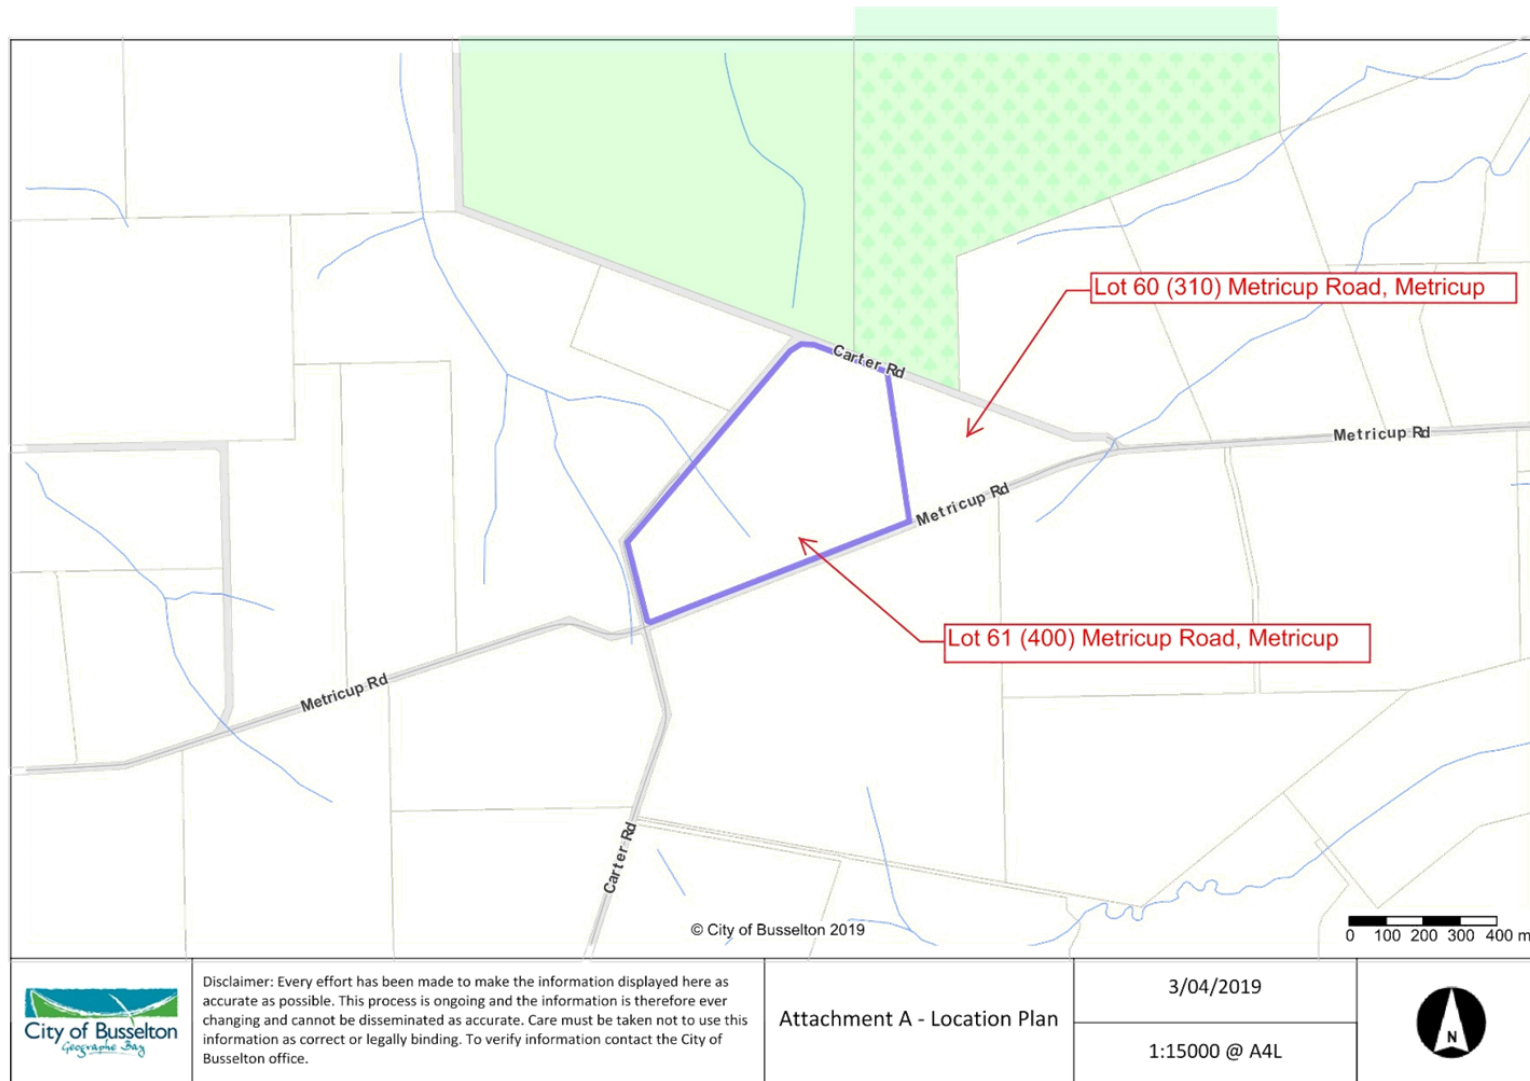 Lot 60 (310) Metricup Road, Metricup
Carter Rd
Metricup Rd
Metricup Rd
Lot 61 (400) Metricup Road, Metricup
Metricup Rd
Carter Rd
© City of Busselton 2019
0 100 200 300 400 m
City of Busselton
Geographe Bay
Disclaimer: Every effort has been made to make the information displayed here as
accurate as possible. This process is ongoing and the information is therefore ever
changing and cannot be disseminated as accurate. Care must be taken not to use this
information as correct or legally binding. To verify information contact the City of
Busselton office.
Attachment A - Location Plan
3/04/2019
1:15000 @ A4L
N